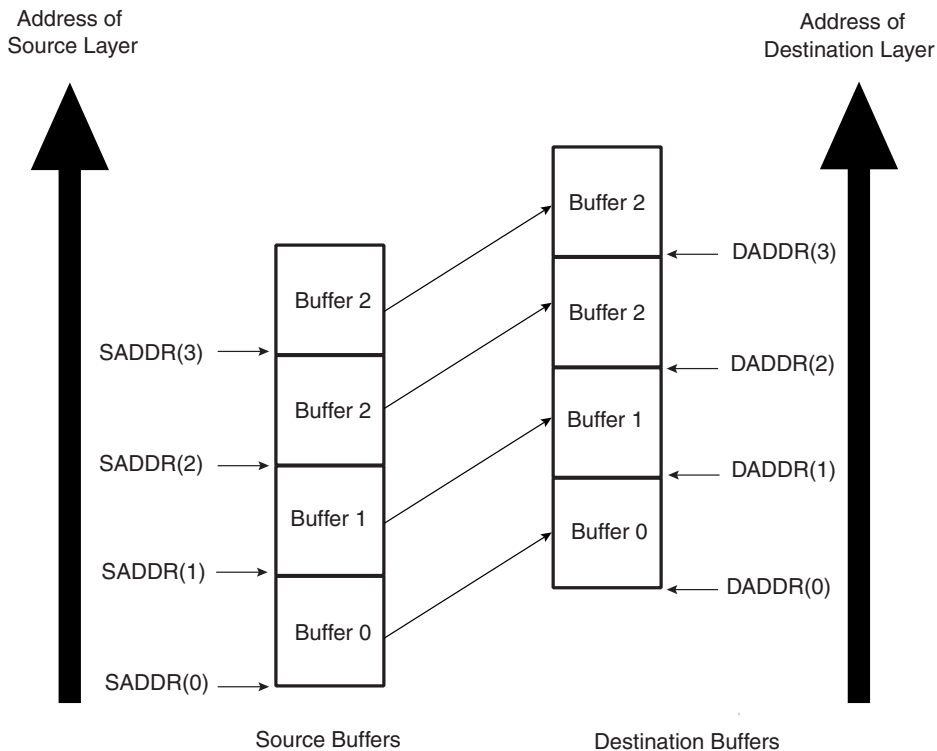 Address of
Source Layer
Address of
Destination Layer
Buffer 2
Buffer 2
Buffer 1
Buffer 0
SADDR(3)
SADDR(2)
SADDR(1)
SADDR(0)
Buffer 2
Buffer 2
Buffer 1
Buffer 0
DADDR(3)
DADDR(2)
DADDR(1)
DADDR(0)
Source Buffers
Destination Buffers